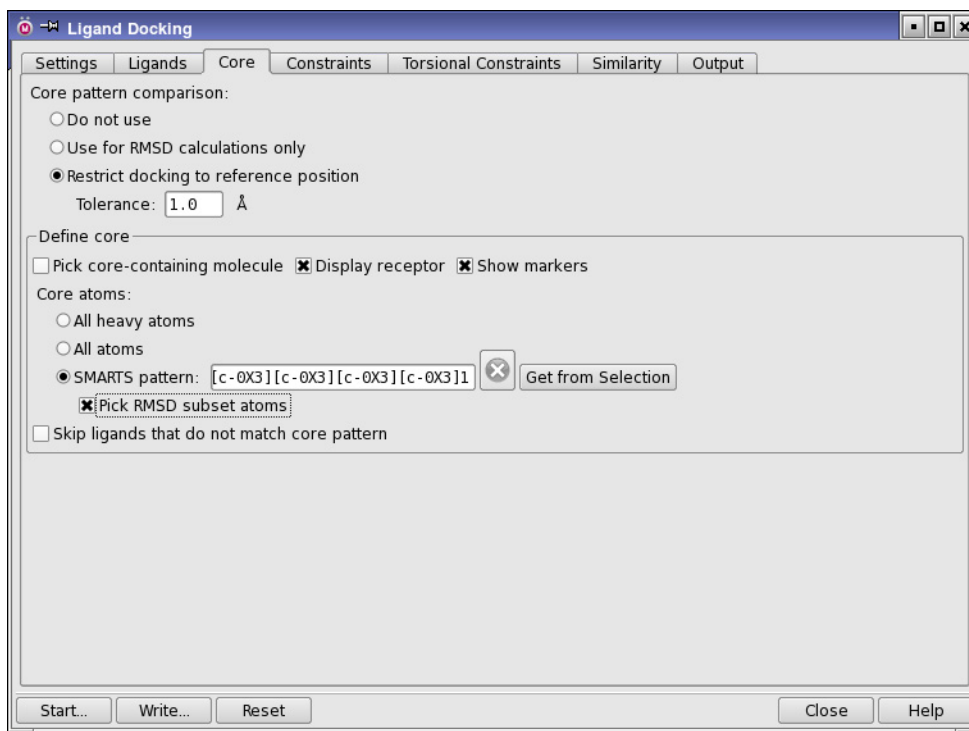 Ligand Docking
Settings Ligands Core Constraints Torsional Constraints Similarity Output
Core pattern comparison:
Do not use
Use for RMSD calculations only
Restrict docking to reference position
Tolerance: 1.0 Å
Define core
Pick core-containing molecule Display receptor Show markers
Core atoms:
All heavy atoms
All atoms
SMARTS pattern: [c-0X3][c-0X3][c-0X3][c-0X3]1 Get from Selection
Pick RMSD subset atoms
Skip ligands that do not match core pattern
Start... Write... Reset Close Help